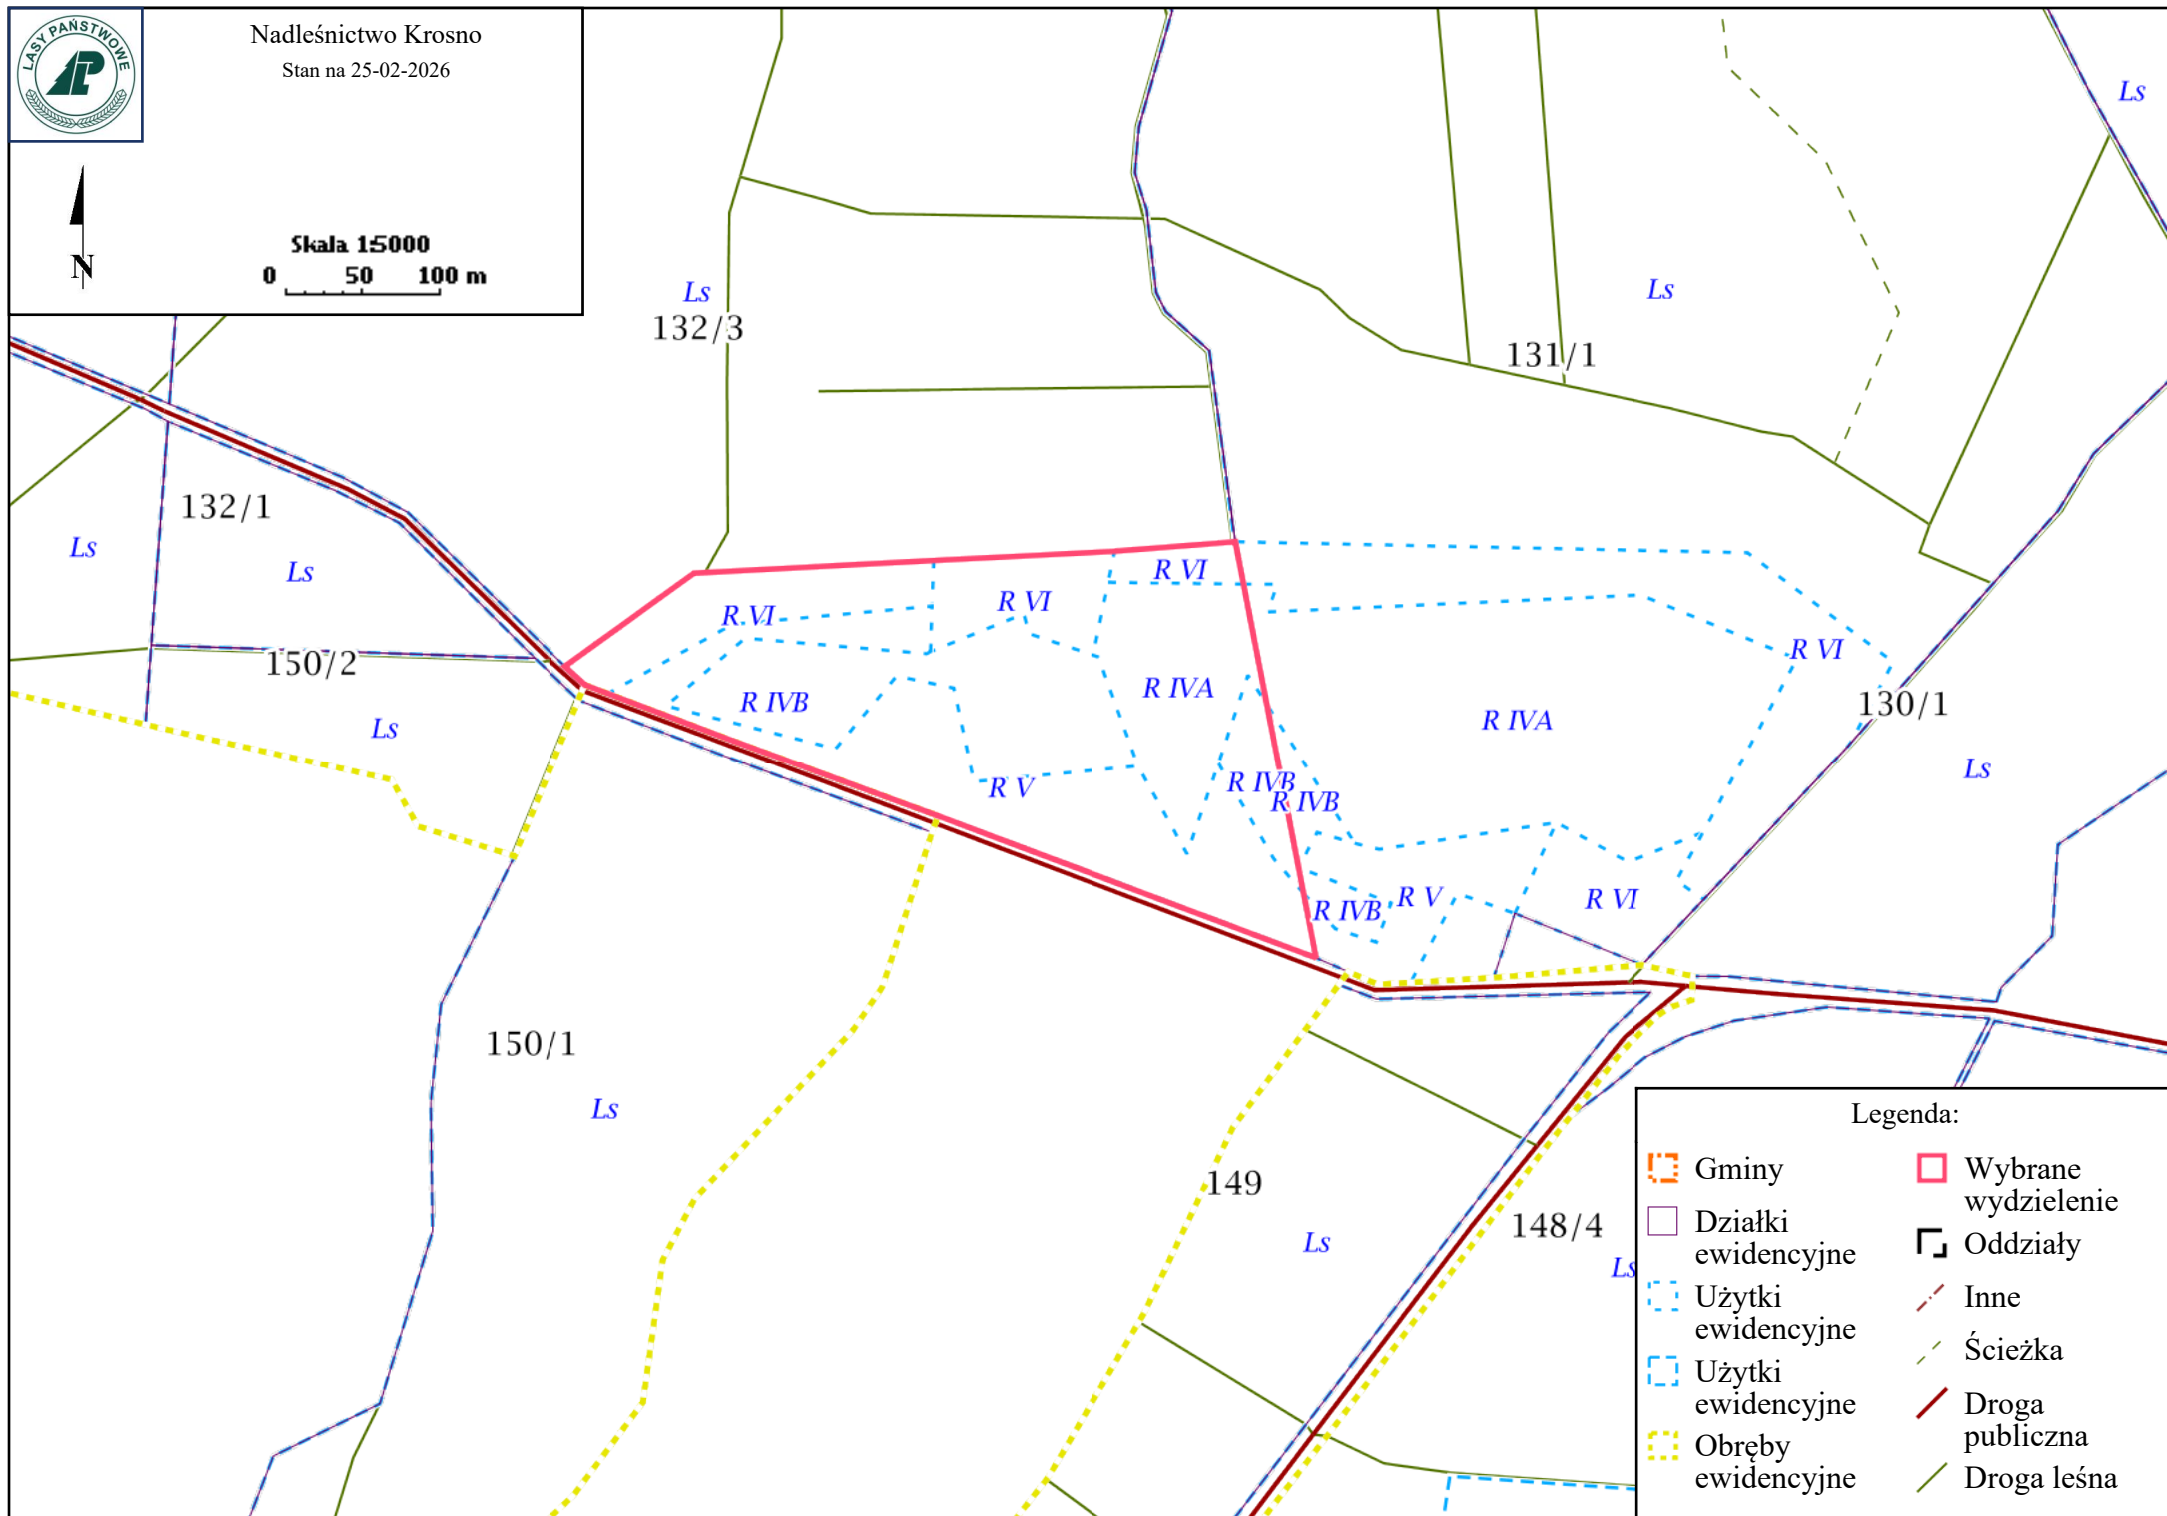 LASY PAŃSTWOWE
Nadleśnictwo Krosno
Stan na 25-02-2026
N
Skala 1:5000
0 50 100 m
Ls
Ls
132/3
Ls
131/1
132/1
Ls
Ls
R VI
R VI
R VI
R VI
150/2
Ls
R IVB
R IVA
R IVA
130/1
Ls
R V
R IVB
R IVB
R V
R VI
R IVB
150/1
Ls
149
Ls
148/4
Ls
Legenda:
Gminy
Działki
ewidencyjne
Użytki
ewidencyjne
Użytki
ewidencyjne
Obręby
ewidencyjne
Wybrane
wydzielenie
Oddziały
Inne
Ścieżka
Droga
publiczna
Droga leśna